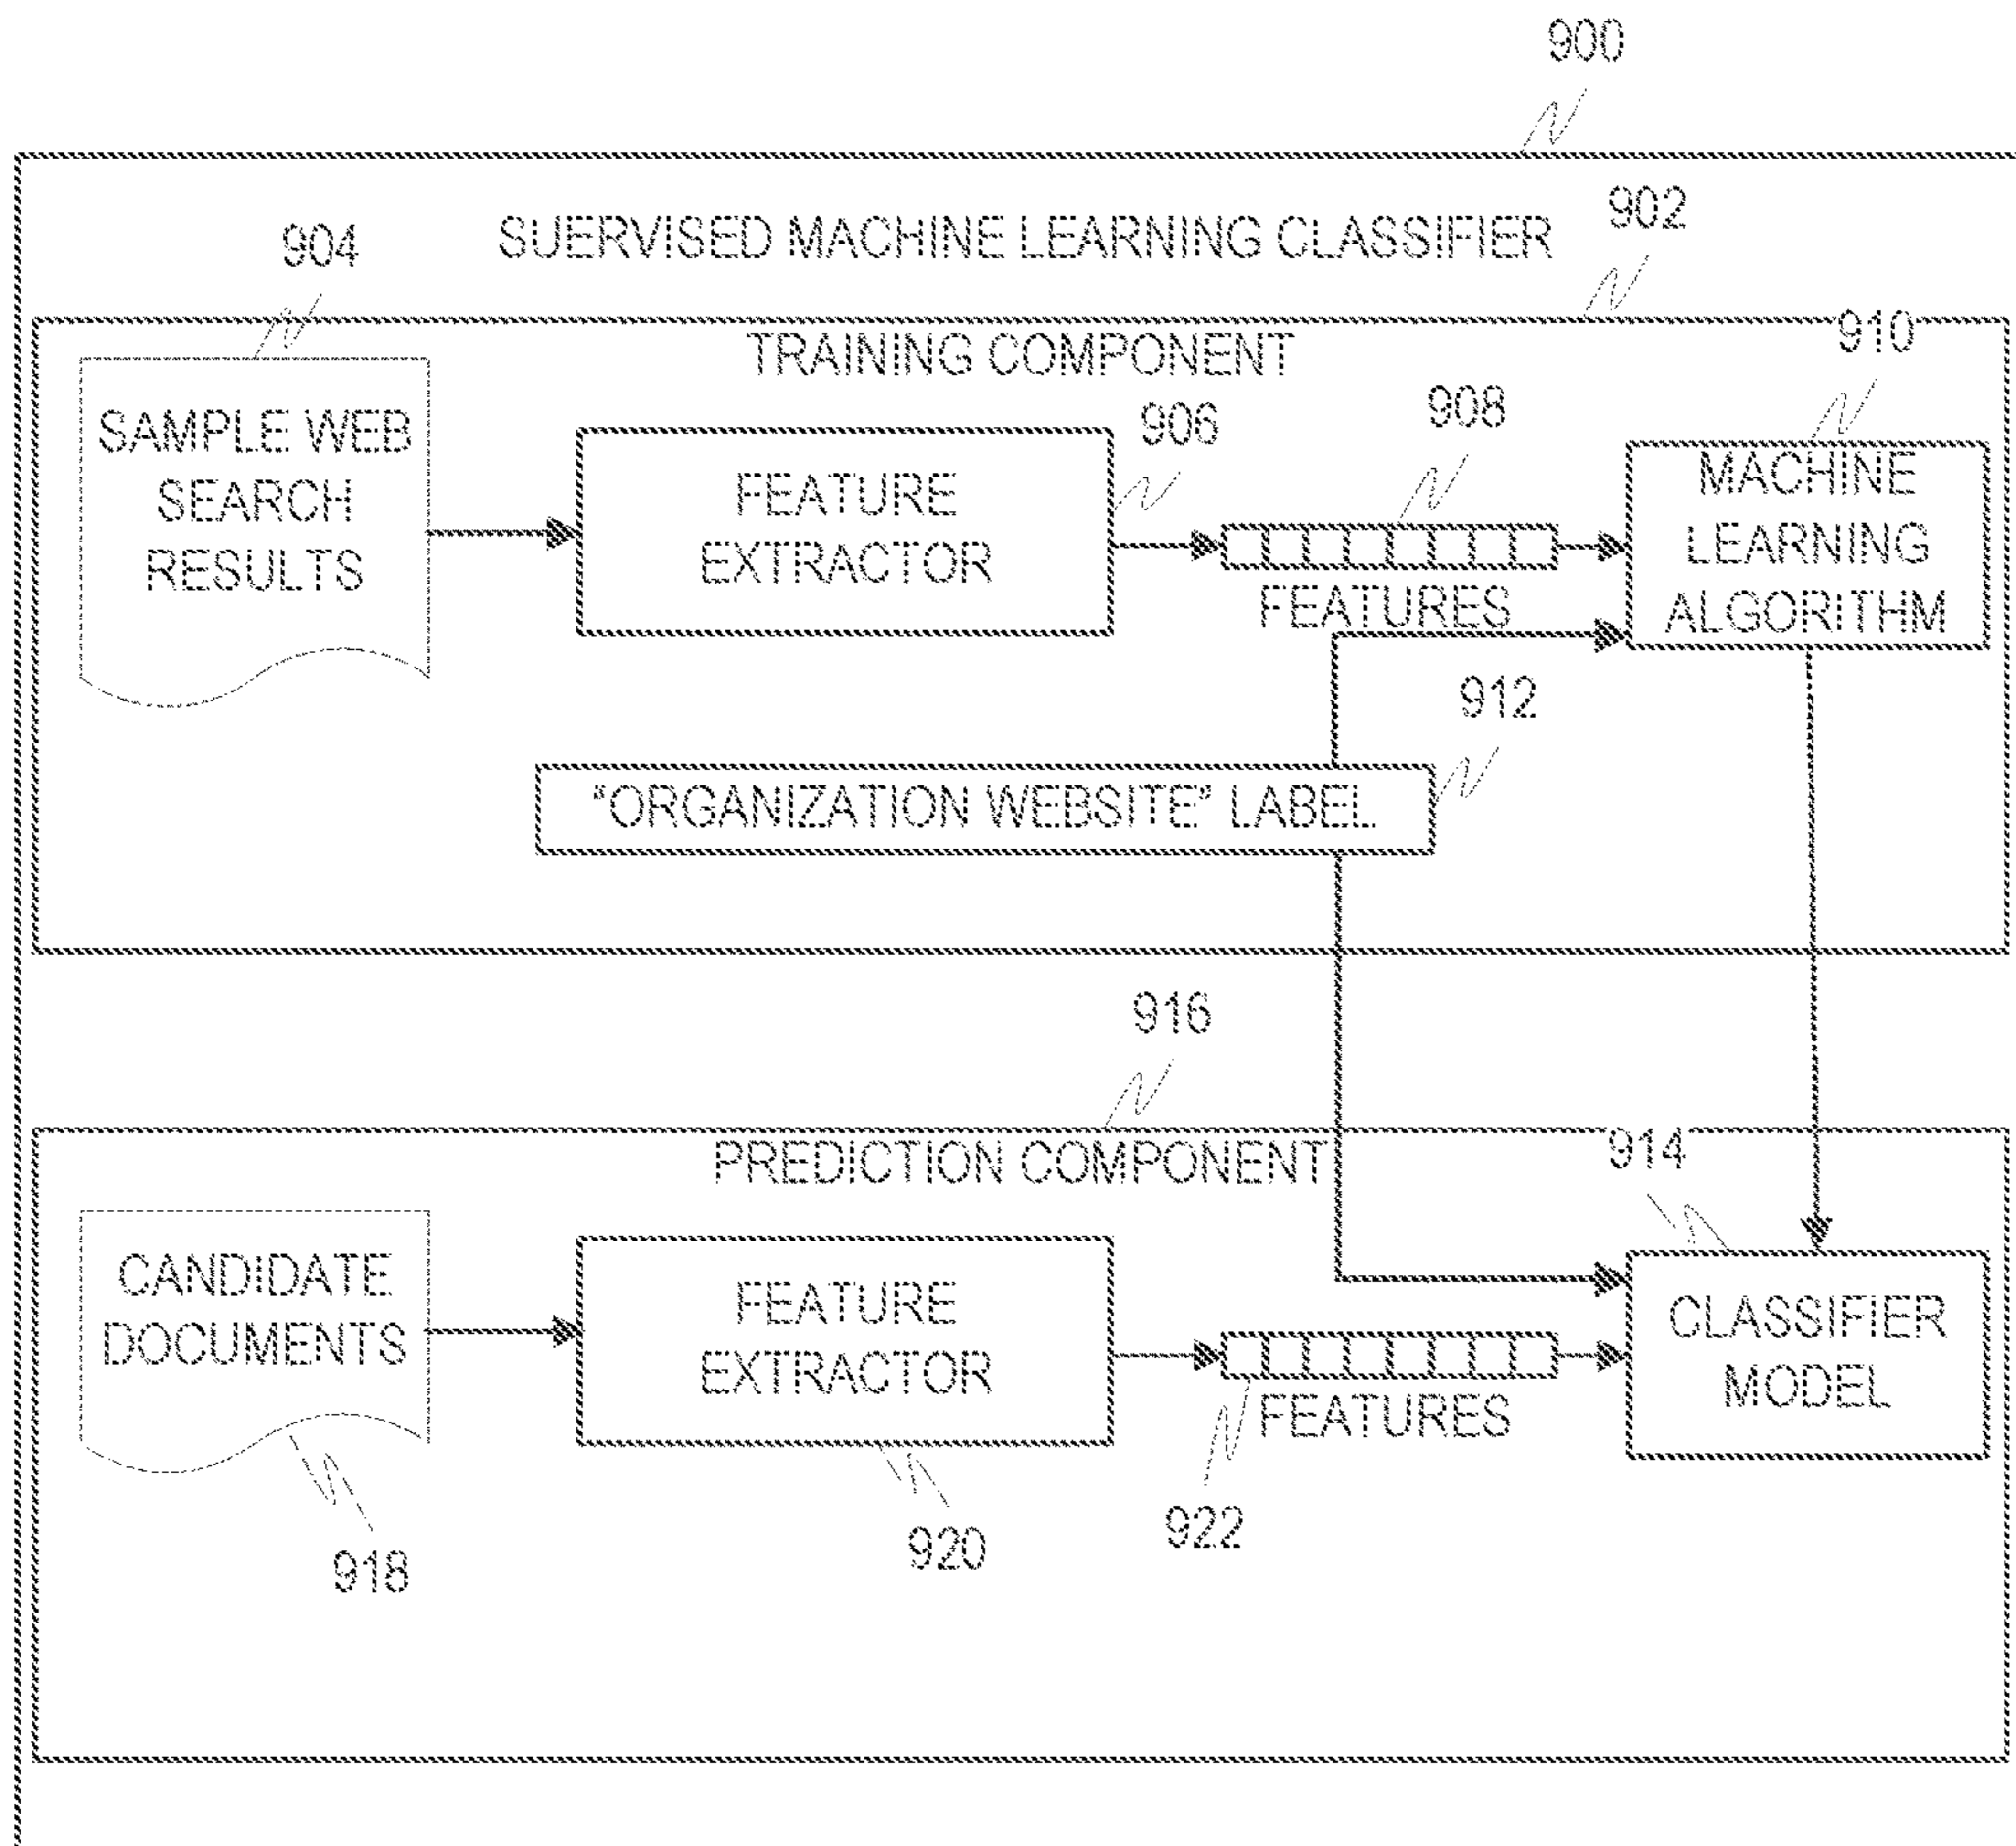 900
902
904
SUERVISED MACHINE LEARNING CLASSIFIER
910
TRAINING COMPONENT
SAMPLE WEB
SEARCH
RESULTS
906
908
FEATURE
EXTRACTOR
FEATURES
MACHINE
LEARNING
ALGORITHM
912
"ORGANIZATION WEBSITE" LABEL
916
PREDICTION COMPONENT
914
CANDIDATE
DOCUMENTS
FEATURE
EXTRACTOR
FEATURES
CLASSIFIER
MODEL
918
920
922